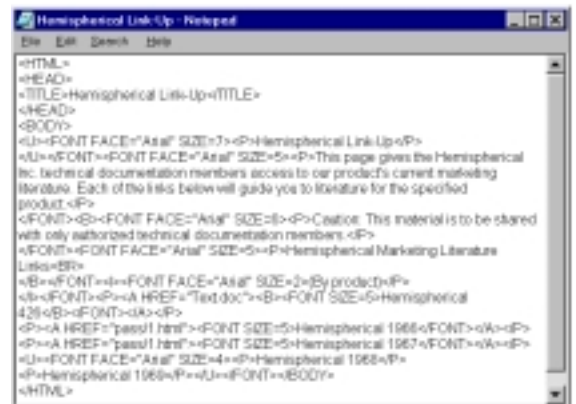 Hemispherical Link-Up - Notepad
File Edit Search Help
<HTML>
<HEAD>
<TITLE>Hemispherical Link-Up</TITLE>
</HEAD>
<BODY>
<U><FONT FACE="Arial" SIZE=7><P>Hemispherical Link-Up</P>
</U></FONT><FONT FACE="Arial" SIZE=5><P>This page gives the Hemispherical
Inc. technical documentation members access to our product's current marketing
literature. Each of the links below will guide you to literature for the specified
product.</P>
</FONT><B><FONT FACE="Arial" SIZE=6><P>Caution: This material is to be shared
with only authorized technical documentation members.</P>
</FONT><FONT FACE="Arial" SIZE=5><P>Hemispherical Marketing Literature
Links<BR>
</B></FONT><I><FONT FACE="Arial" SIZE=2>(By product)</P>
</I></FONT><P><A HREF="Text.doc"><B><FONT SIZE=5>Hemispherical
426</B></FONT></A></P>
<P><A HREF="pass/1.html"><FONT SIZE=5>Hemispherical 1966</FONT></A></P>
<P><A HREF="pass/1.html"><FONT SIZE=5>Hemispherical 1967</FONT></A></P>
<U><FONT FACE="Arial" SIZE=4><P>Hemispherical 1968</P>
<P>Hemispherical 1969</P></U></FONT></BODY>
</HTML>